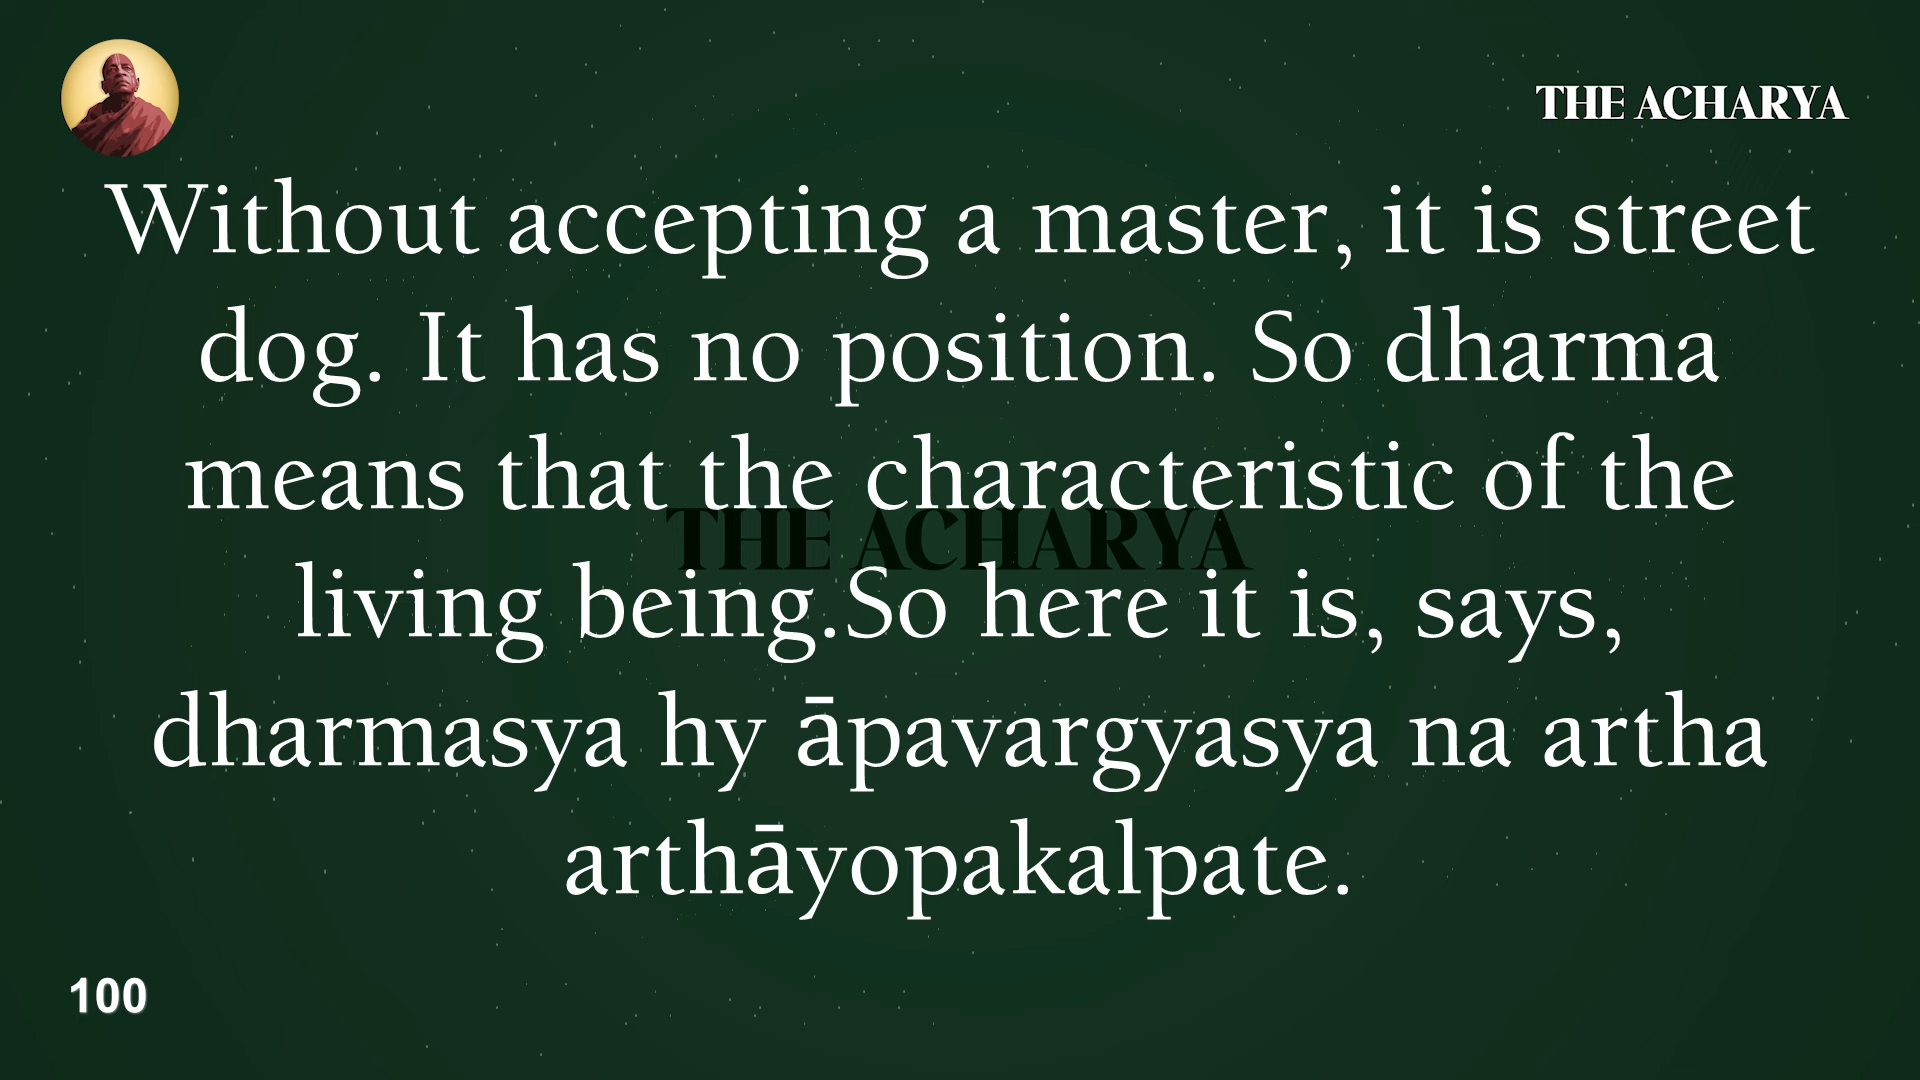 THE ACHARYA
Without accepting a master, it is street
dog. It has no position. So dharma
means that the characteristic of the
THE ACHARYA
living being.So here it is, says,
dharmasya hy āpavargyasya na artha
arthāyopakalpate.
100